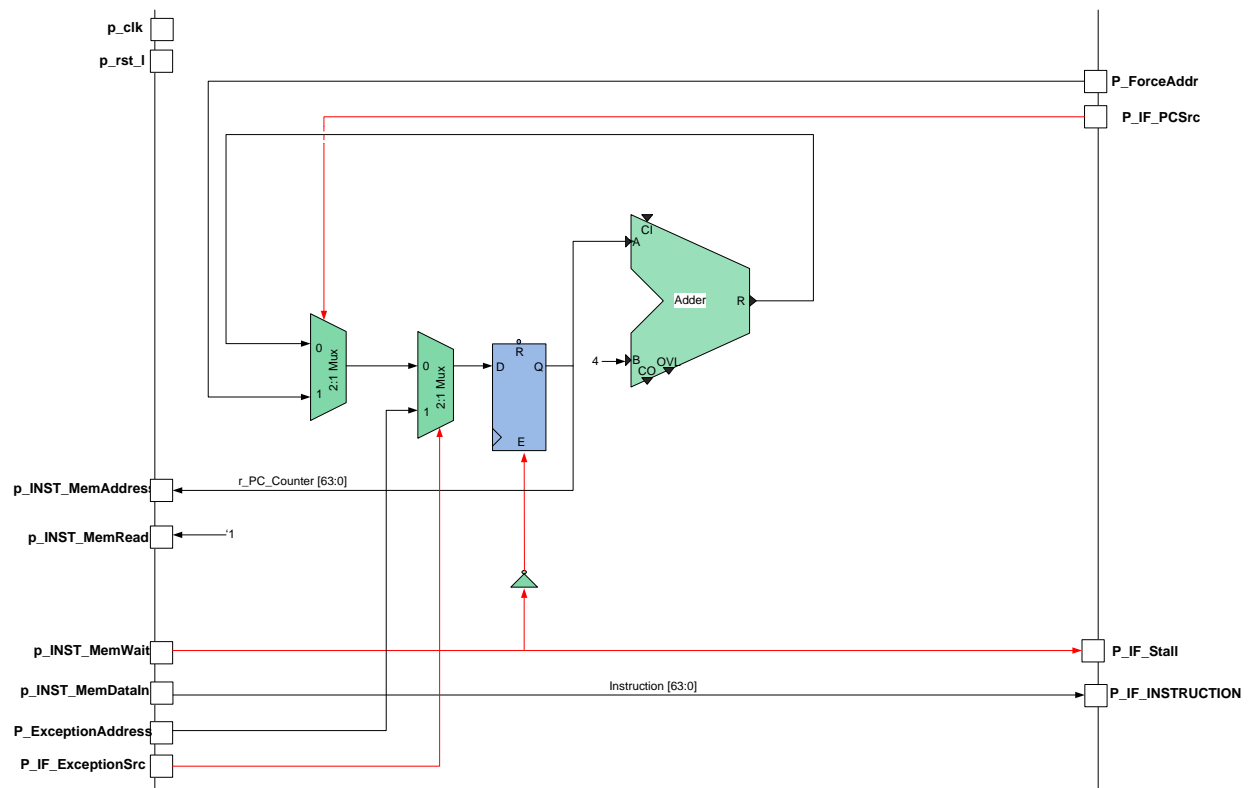 p_clk
p_rst_l
P_ForceAddr
P_IF_PCSrc
CI
A
Adder
R
4
B
CO
OVL
0
2:1 Mux
1
0
2:1 Mux
1
R
D
Q
E
r_PC_Counter [63:0]
p_INST_MemAddress
p_INST_MemRead
'1
p_INST_MemWait
P_IF_Stall
p_INST_MemDataIn
Instruction [63:0]
P_IF_INSTRUCTION
P_ExceptionAddress
P_IF_ExceptionSrc